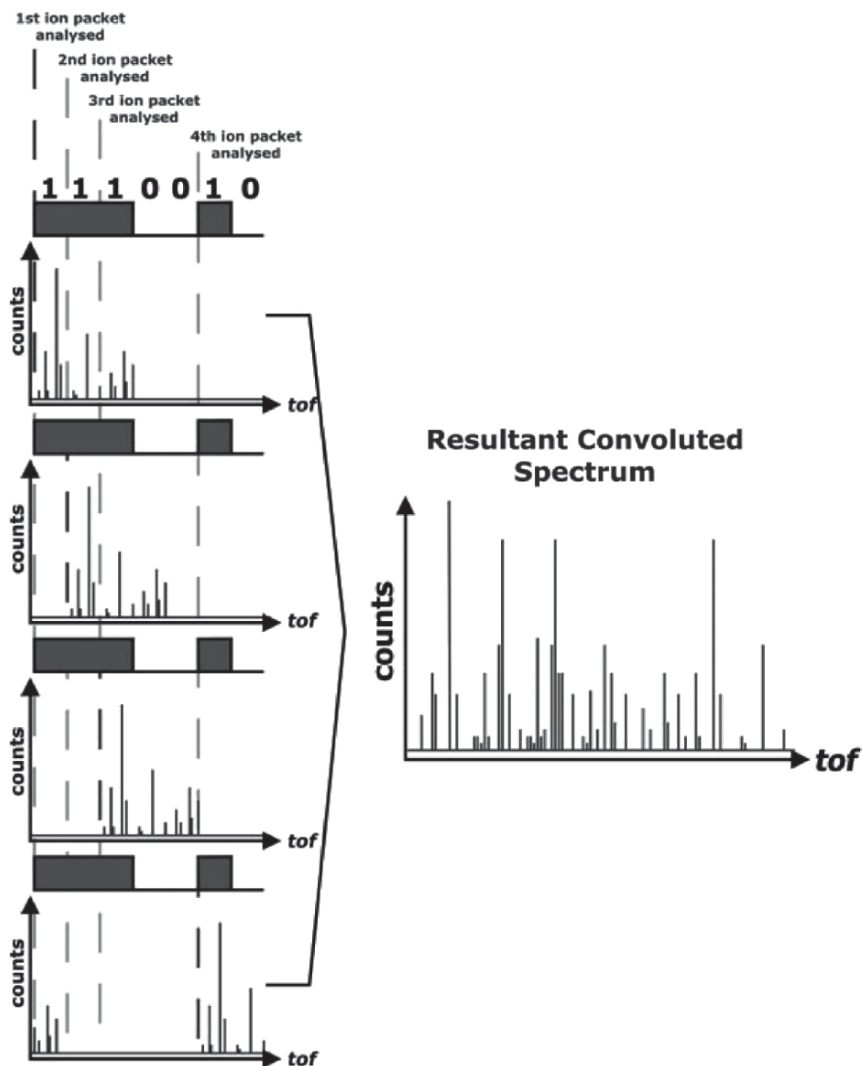 1st ion packet
analysed
2nd ion packet
analysed
3rd ion packet
analysed
4th ion packet
analysed
1 1 1 0 0 1 0
counts
tof
counts
tof
counts
tof
counts
tof
Resultant Convoluted
Spectrum
counts
tof